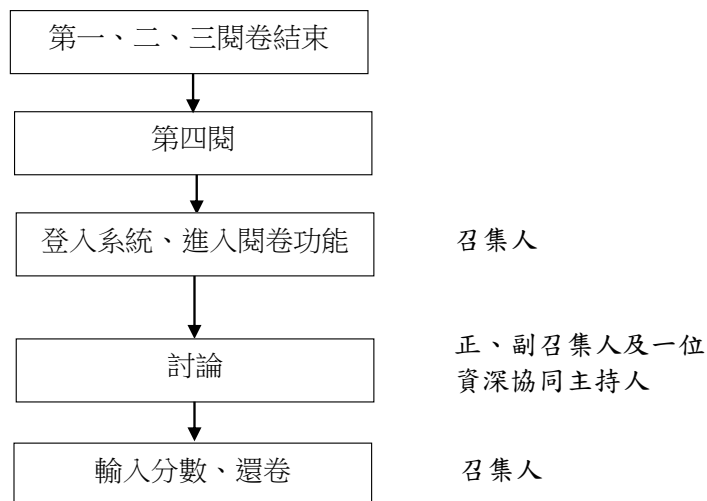 第一、二、三閱卷結束
第四閱
登入系統、進入閱卷功能
召集人
正、副召集人及一位
資深協同主持人
討論
輸入分數、還卷
召集人